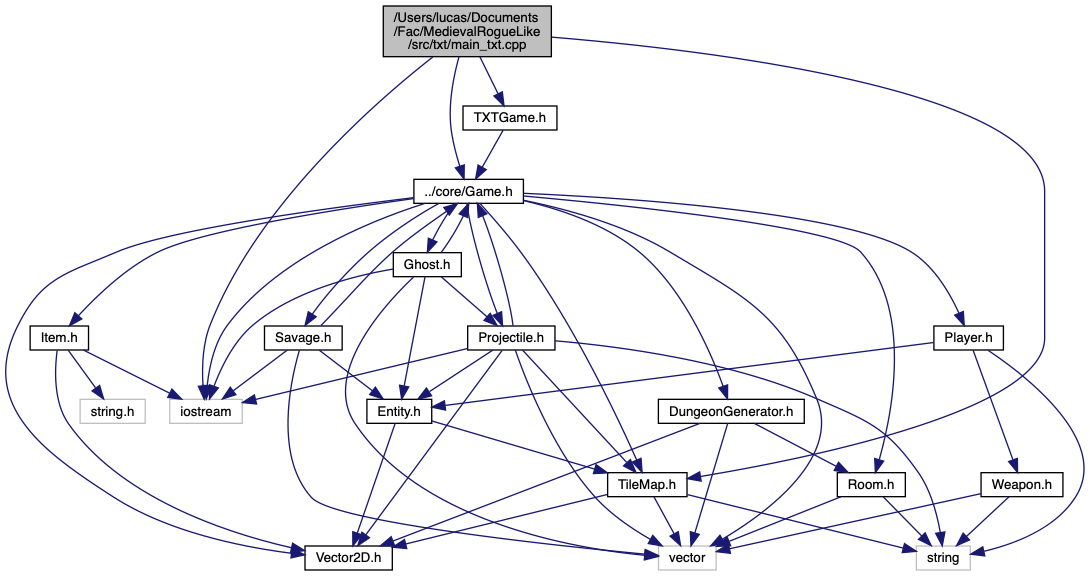 /Users/lucas/Documents
/Fac/MedievalRogueLike
/src/txt/main_txt.cpp
TXTGame.h
../core/Game.h
Ghost.h
Item.h
Savage.h
Projectile.h
Player.h
string.h
iostream
Entity.h
DungeonGenerator.h
TileMap.h
Room.h
Weapon.h
Vector2D.h
vector
string